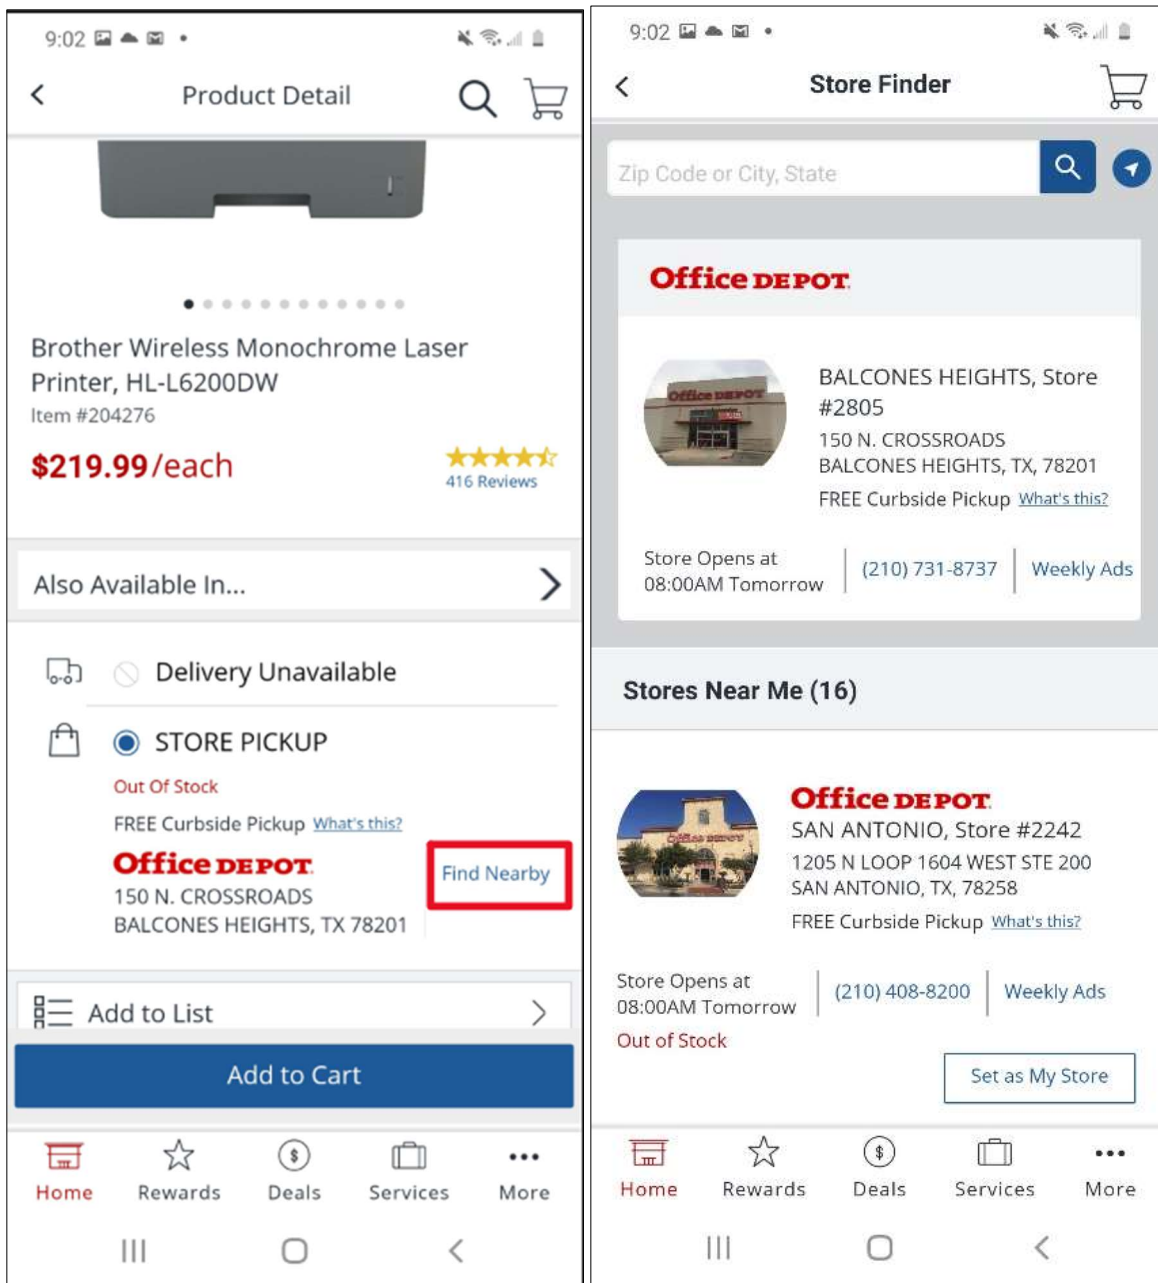 9:02
Product Detail
Brother Wireless Monochrome Laser
Printer, HL-L6200DW
Item #204276
$219.99/each
416 Reviews
Also Available In...
Delivery Unavailable
STORE PICKUP
Out Of Stock
FREE Curbside Pickup What's this?
Office DEPOT.
150 N. CROSSROADS
BALCONES HEIGHTS, TX 78201
Find Nearby
Add to List
Add to Cart
Home Rewards Deals Services More
9:02
Store Finder
Zip Code or City, State
Office DEPOT.
Office DEPOT
BALCONES HEIGHTS, Store
#2805
150 N. CROSSROADS
BALCONES HEIGHTS, TX, 78201
FREE Curbside Pickup What's this?
Store Opens at
08:00AM Tomorrow
(210) 731-8737
Weekly Ads
Stores Near Me (16)
Office DEPOT
Office DEPOT.
SAN ANTONIO, Store #2242
1205 N LOOP 1604 WEST STE 200
SAN ANTONIO, TX, 78258
FREE Curbside Pickup What's this?
Store Opens at
08:00AM Tomorrow
(210) 408-8200
Weekly Ads
Out of Stock
Set as My Store
Home Rewards Deals Services More